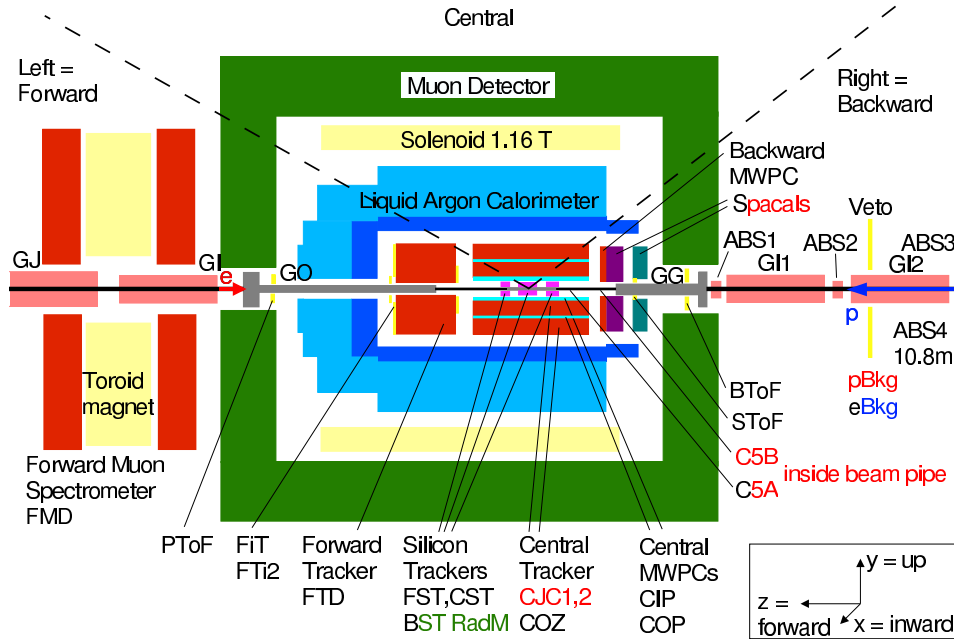 Central
Left =
Forward
Right =
Backward
Muon Detector
Solenoid 1.16 T
Liquid Argon Calorimeter
Backward
MWPC
Spacals
Veto
ABS1
ABS2
ABS3
GJ
GI
e
GO
GG
GI1
GI2
p
ABS4
10.8m
pBkg
eBkg
Toroid
magnet
BToF
SToF
C5B
C5A
inside beam pipe
Forward Muon
Spectrometer
FMD
PToF
FiT
FTi2
Forward
Tracker
FTD
Silicon
Trackers
FST,CST
BST RadM
Central
Tracker
CJC1,2
COZ
Central
MWPCs
CIP
COP
y = up
z =
forward
x = inward